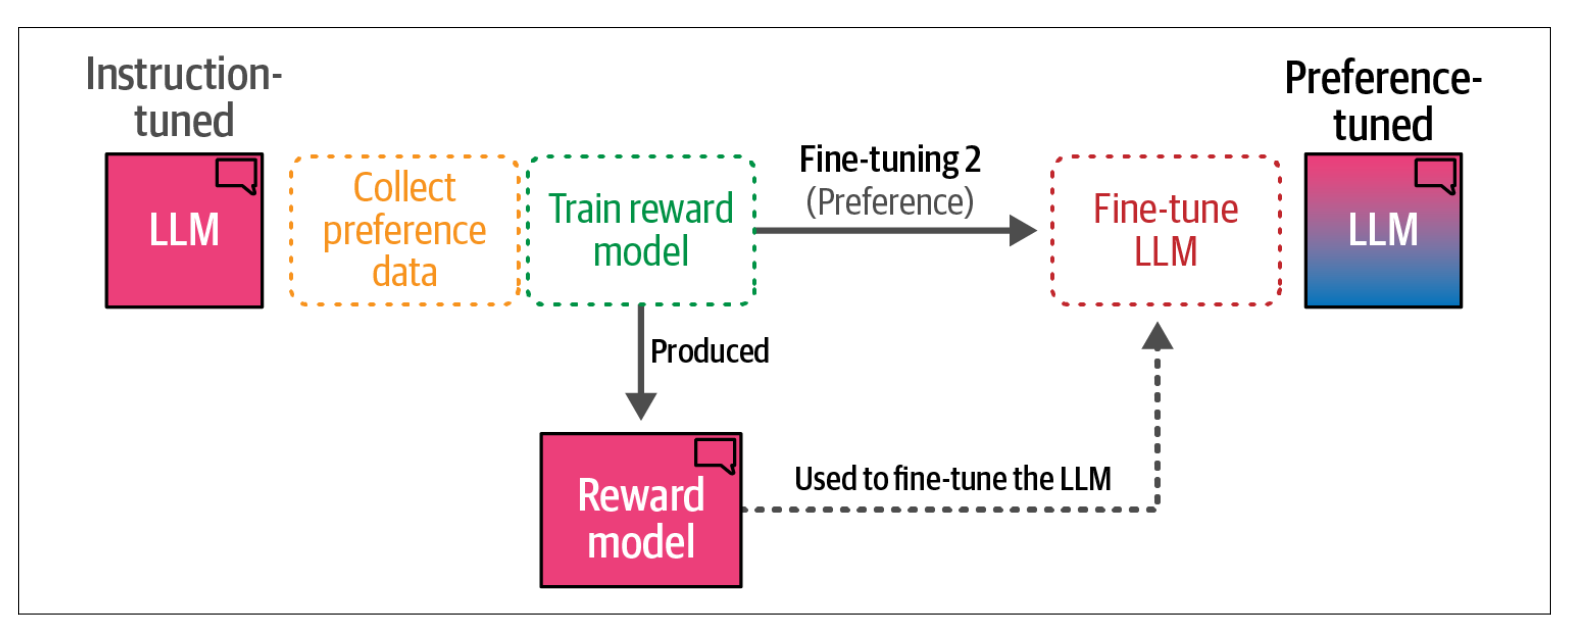 Instruction-
tuned
LLM
Collect
preference
data
Train reward
model
Fine-tuning 2
(Preference)
Fine-tune
LLM
Preference-
tuned
LLM
Produced
Reward
model
Used to fine-tune the LLM